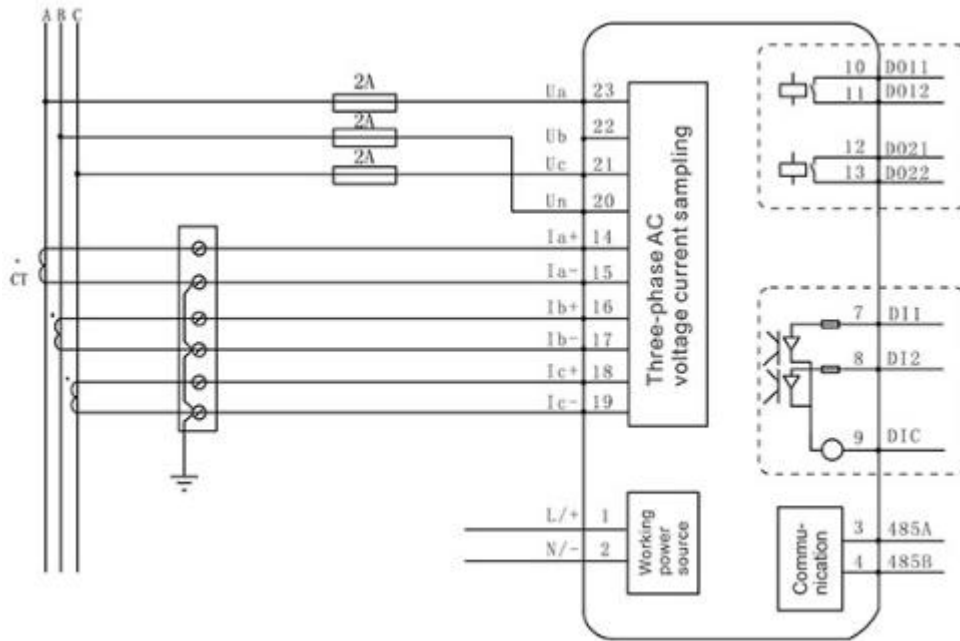 A B C
2A
Ua 23
2A
Ub 22
2A
Uc 21
Un 20
Ia+ 14
CT
Ia- 15
Ib+ 16
Ib- 17
Ic+ 18
Ic- 19
Three-phase AC
voltage current sampling
L/+ 1
N/- 2
Working
power
source
10 DO11
11 DO12
12 DO21
13 DO22
7 DI1
8 DI2
9 DIC
Commu-
nication
3 485A
4 485B